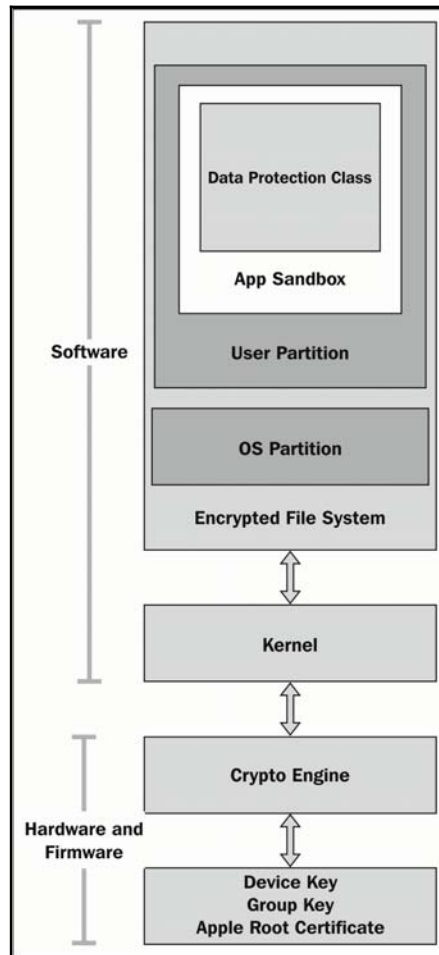 Data Protection Class
App Sandbox
User Partition
Software
OS Partition
Encrypted File System
Kernel
Crypto Engine
Hardware and
Firmware
Device Key
Group Key
Apple Root Certificate